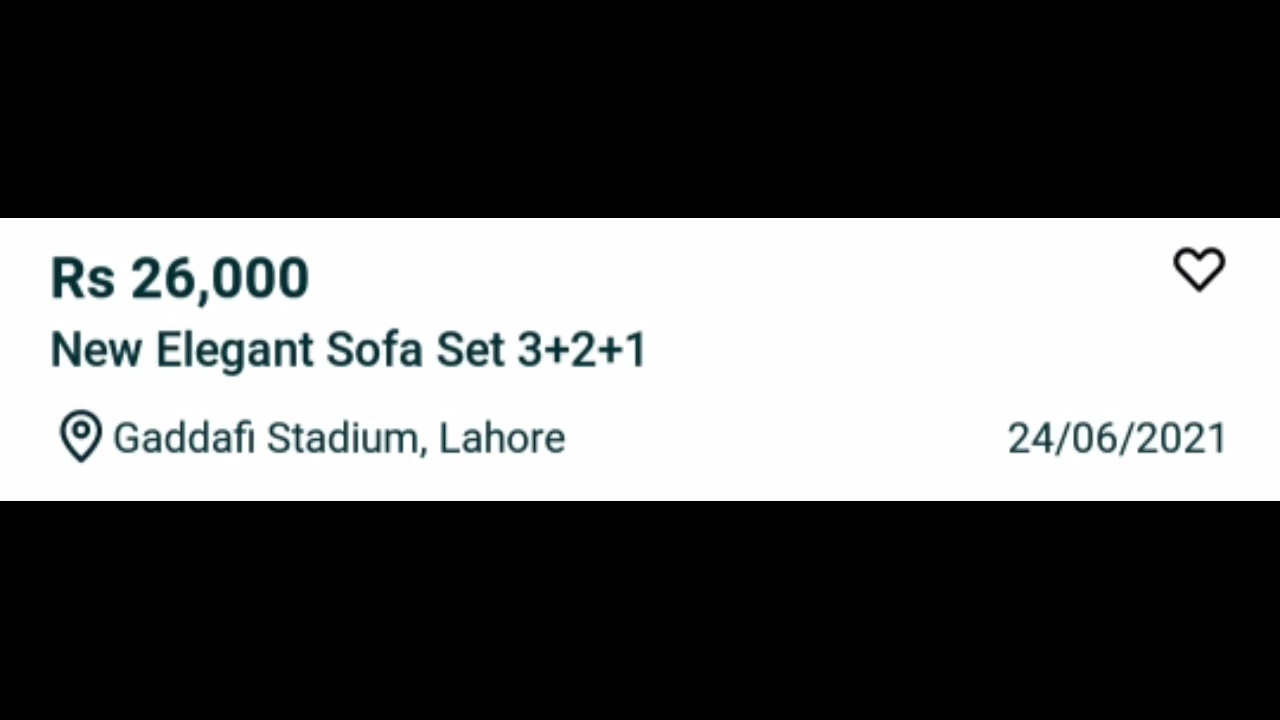 Rs 26,000
New Elegant Sofa Set 3+2+1
Gaddafi Stadium, Lahore 24/06/2021